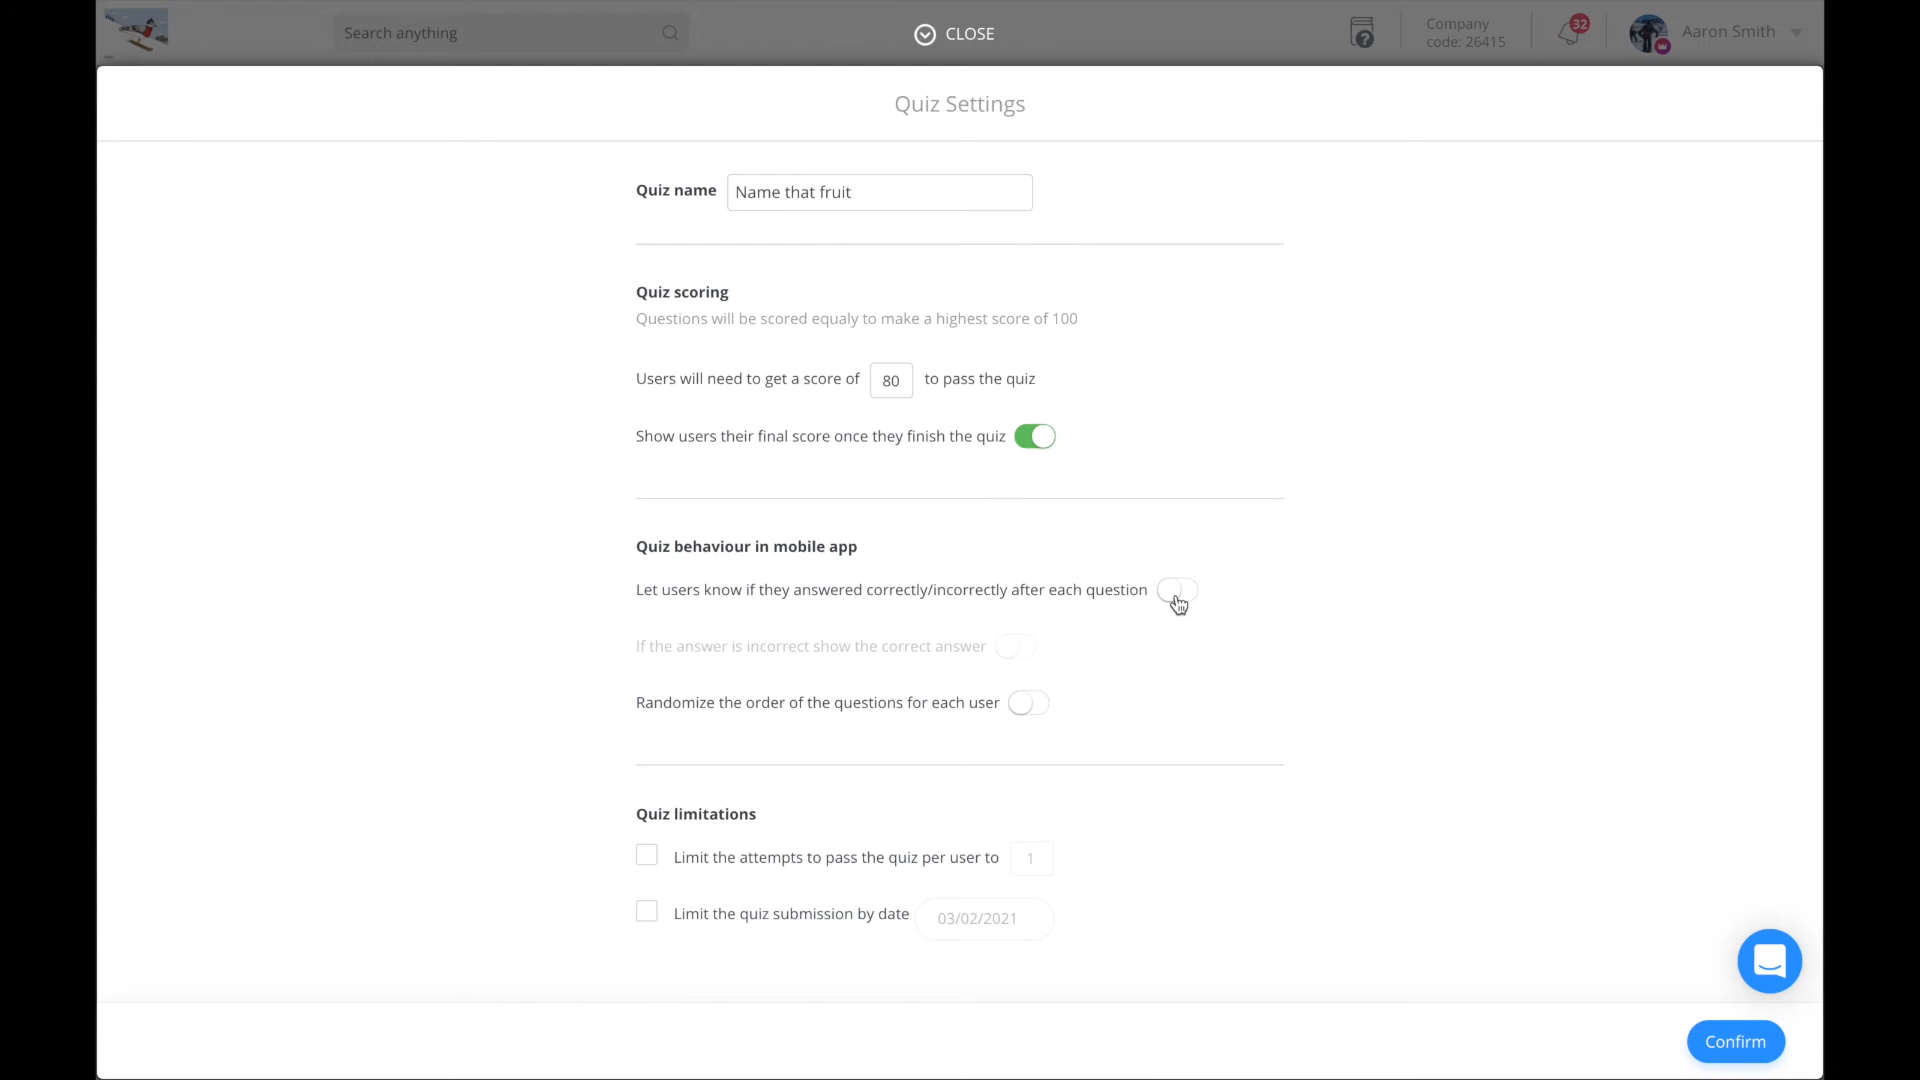 Search anything
CLOSE
Company
code: 26415
32
Aaron Smith
Quiz Settings
Quiz name
Name that fruit
Quiz scoring
Questions will be scored equaly to make a highest score of 100
Users will need to get a score of 80 to pass the quiz
Show users their final score once they finish the quiz
Quiz behaviour in mobile app
Let users know if they answered correctly/incorrectly after each question
If the answer is incorrect show the correct answer
Randomize the order of the questions for each user
Quiz limitations
Limit the attempts to pass the quiz per user to 1
Limit the quiz submission by date 03/02/2021
Confirm